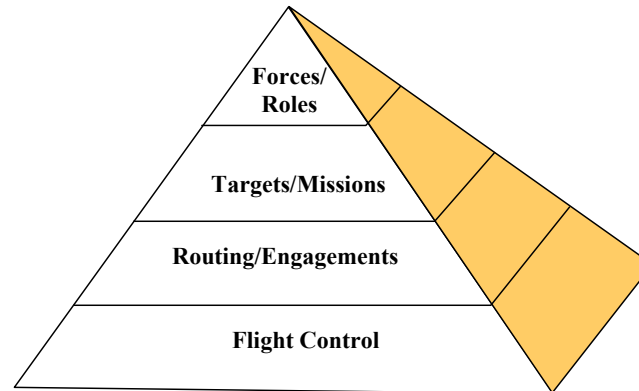 Forces/
Roles
Targets/Missions
Routing/Engagements
Flight Control